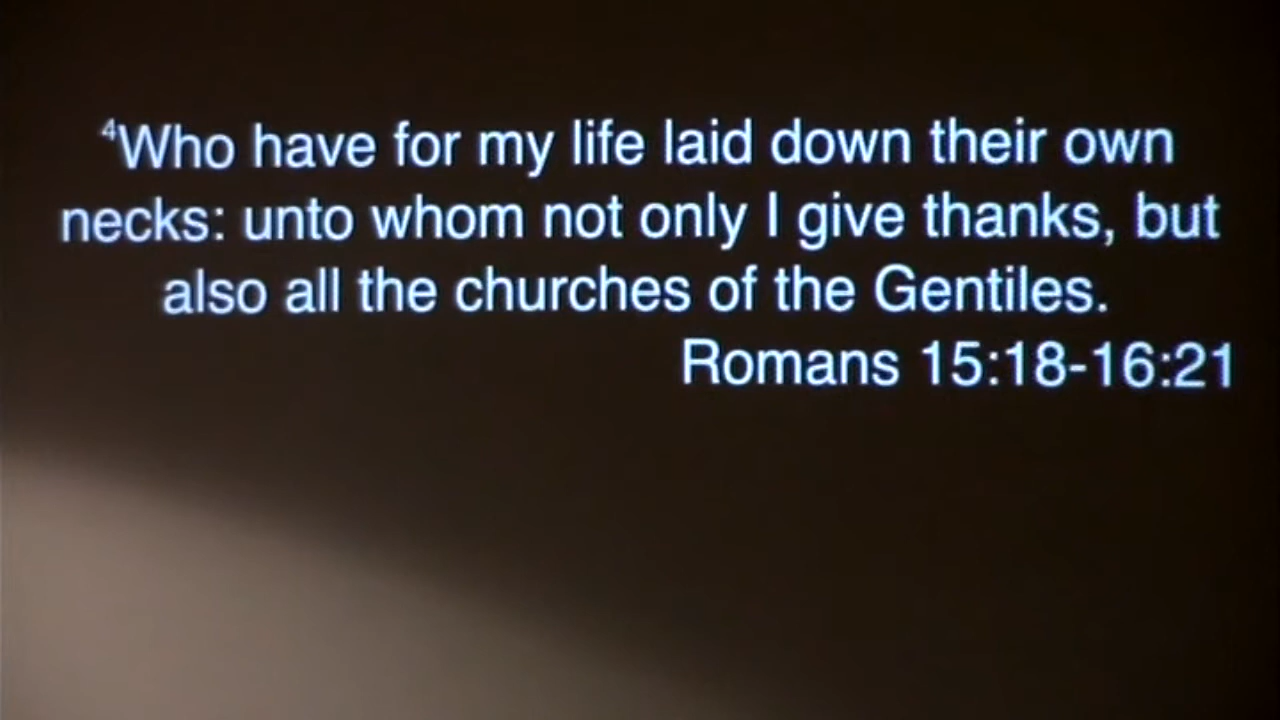 ⁴Who have for my life laid down their own
necks: unto whom not only I give thanks, but
also all the churches of the Gentiles.
Romans 15:18-16:21